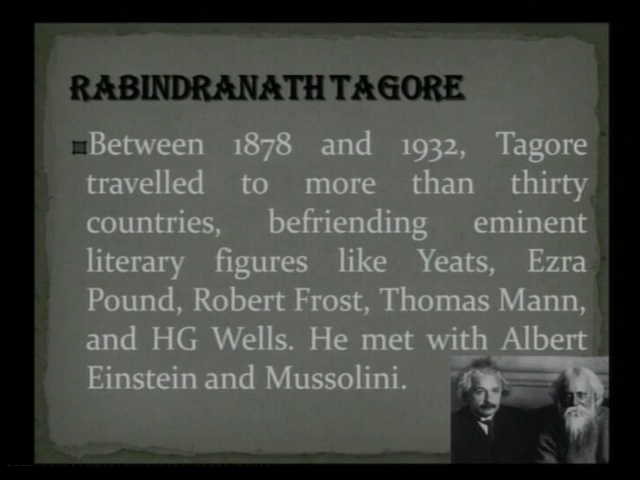 RABINDRANATH TAGORE
Between 1878 and 1932, Tagore
travelled to more than thirty
countries, befriending eminent
literary figures like Yeats, Ezra
Pound, Robert Frost, Thomas Mann,
and HG Wells. He met with Albert
Einstein and Mussolini.